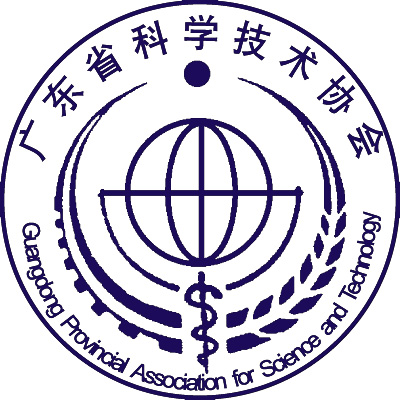 广东省科学技术协会
Guangdong Provincial Association for Science and Technology